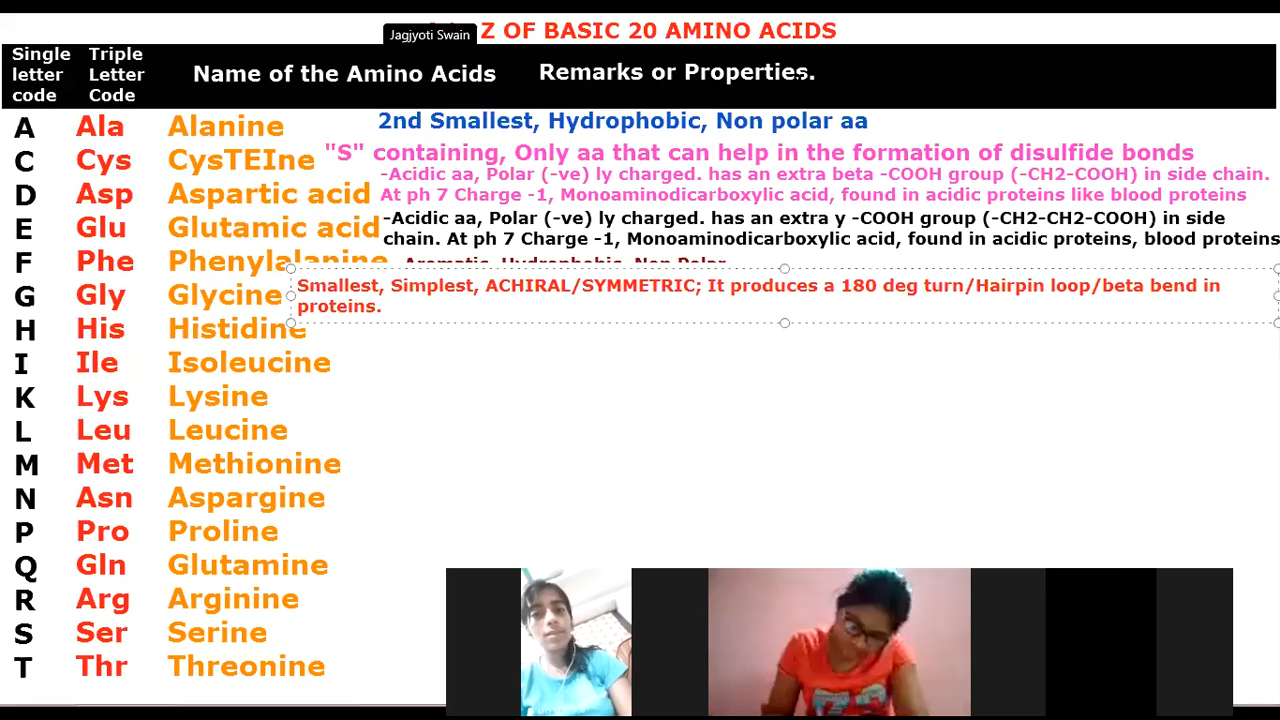 Jagjyoti Swain
Z OF BASIC 20 AMINO ACIDS
Single letter code Triple Letter Code Name of the Amino Acids Remarks or Properties.
A Ala Alanine 2nd Smallest, Hydrophobic, Non polar aa
C Cys CysTEIne "S" containing, Only aa that can help in the formation of disulfide bonds
D Asp Aspartic acid -Acidic aa, Polar (-ve) ly charged. has an extra beta -COOH group (-CH2-COOH) in side chain.
At ph 7 Charge -1, Monoaminodicarboxylic acid, found in acidic proteins like blood proteins
E Glu Glutamic acid -Acidic aa, Polar (-ve) ly charged. has an extra y -COOH group (-CH2-CH2-COOH) in side
chain. At ph 7 Charge -1, Monoaminodicarboxylic acid, found in acidic proteins, blood proteins
F Phe Phenylalanine Aromatic, Hydrophobic, Non Polar
G Gly Glycine Smallest, Simplest, ACHIRAL/SYMMETRIC; It produces a 180 deg turn/Hairpin loop/beta bend in
proteins.
H His Histidine
I Ile Isoleucine
K Lys Lysine
L Leu Leucine
M Met Methionine
N Asn Aspargine
P Pro Proline
Q Gln Glutamine
R Arg Arginine
S Ser Serine
T Thr Threonine